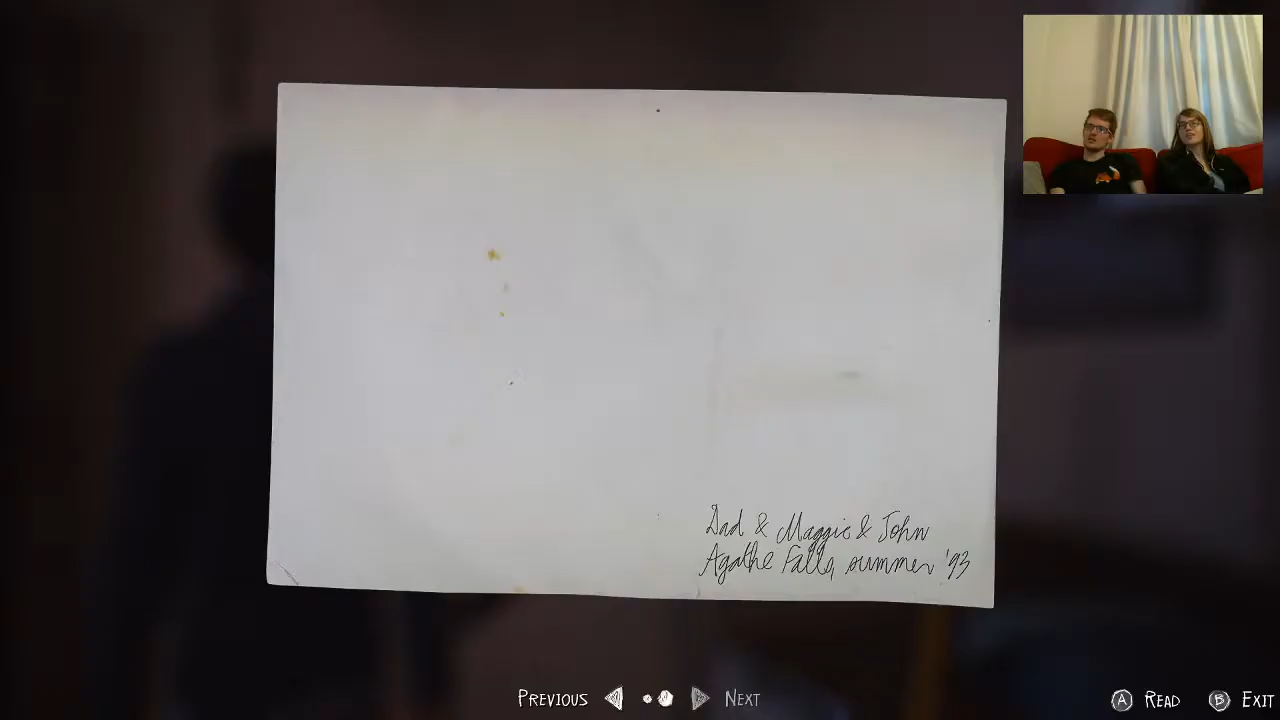 Dad & Maggie & John
Agathe Falls, summer '93
PREVIOUS
NEXT
A READ
B EXIT